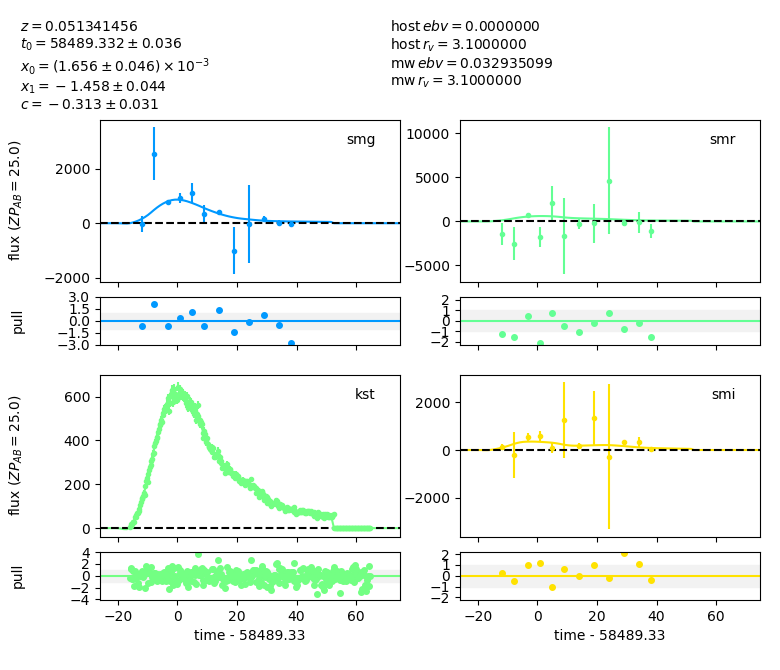 z = 0.051341456
t₀ = 58489.332 ± 0.036
x₀ = (1.656 ± 0.046) × 10⁻³
x₁ = −1.458 ± 0.044
c = −0.313 ± 0.031
host ebv = 0.0000000
host r_v = 3.1000000
mw ebv = 0.032935099
mw r_v = 3.1000000
flux (ZP_AB = 25.0)
2000
0
−2000
smg
10000
5000
0
−5000
smr
pull
3.0
1.5
0.0
−1.5
−3.0
2
1
0
−1
−2
flux (ZP_AB = 25.0)
600
400
200
0
kst
2000
0
−2000
smi
pull
4
2
0
−2
−4
2
1
0
−1
−2
−20 0 20 40 60
−20 0 20 40 60
time - 58489.33
time - 58489.33